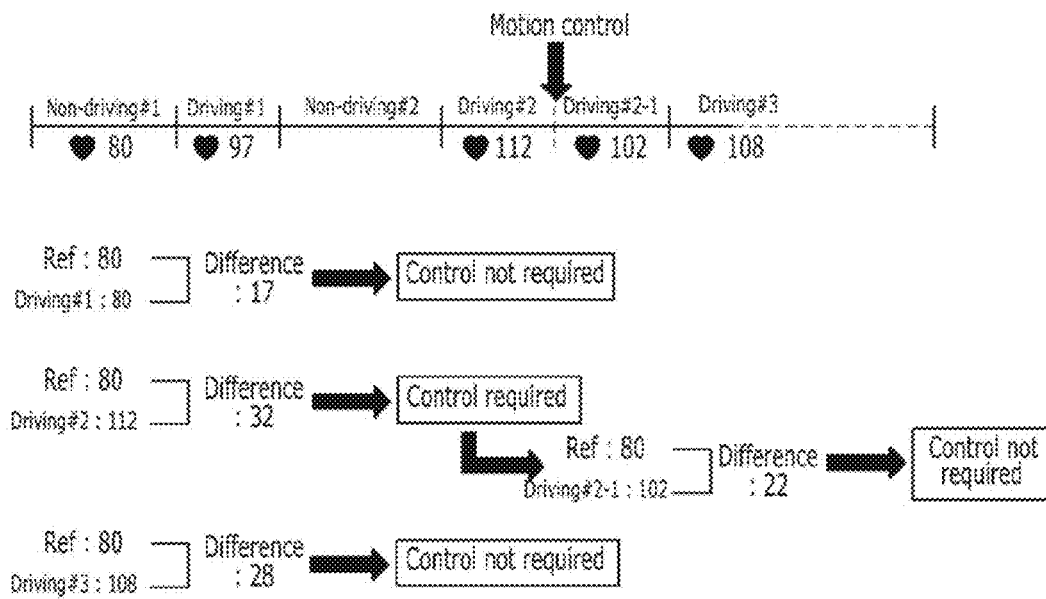 Motion control
Non-driving#1 Driving#1 Non-driving#2 Driving#2 Driving#2-1 Driving#3
80 97 112 102 108
Ref : 80
Driving#1 : 80
Difference
: 17
Control not required
Ref : 80
Driving#2 : 112
Difference
: 32
Control required
Ref : 80
Driving#2-1 : 102
Difference
: 22
Control not
required
Ref : 80
Driving#3 : 108
Difference
: 28
Control not required